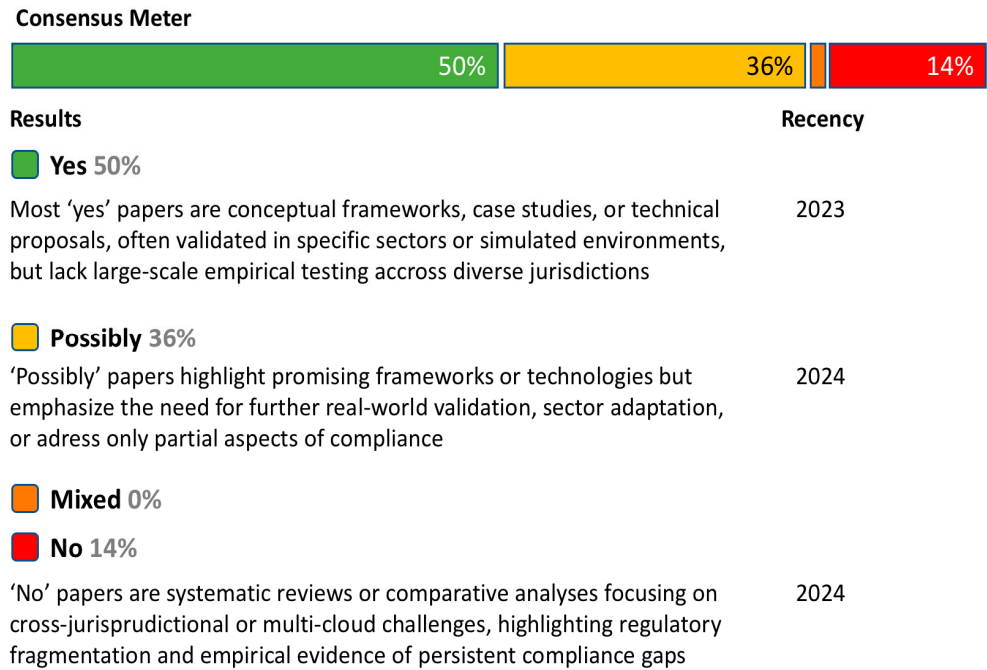 Consensus Meter
50% 36% 14%
Results Recency
Yes 50%
Most ‘yes’ papers are conceptual frameworks, case studies, or technical 2023
proposals, often validated in specific sectors or simulated environments,
but lack large-scale empirical testing accross diverse jurisdictions
Possibly 36%
‘Possibly’ papers highlight promising frameworks or technologies but 2024
emphasize the need for further real-world validation, sector adaptation,
or adress only partial aspects of compliance
Mixed 0%
No 14%
‘No’ papers are systematic reviews or comparative analyses focusing on 2024
cross-jurisprudictional or multi-cloud challenges, highlighting regulatory
fragmentation and empirical evidence of persistent compliance gaps